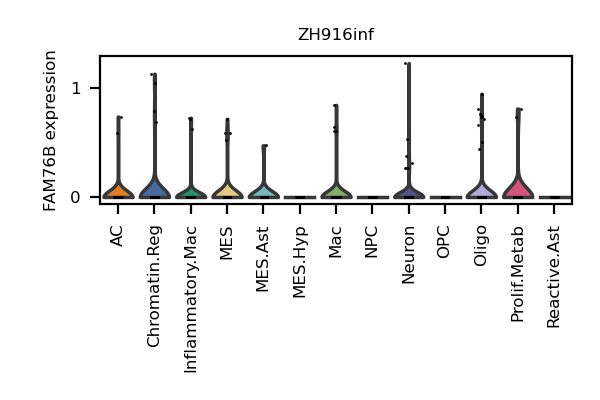 ZH916inf
FAM76B expression
1
0
AC
Chromatin.Reg
Inflammatory.Mac
MES
MES.Ast
MES.Hyp
Mac
NPC
Neuron
OPC
Oligo
Prolif.Metab
Reactive.Ast